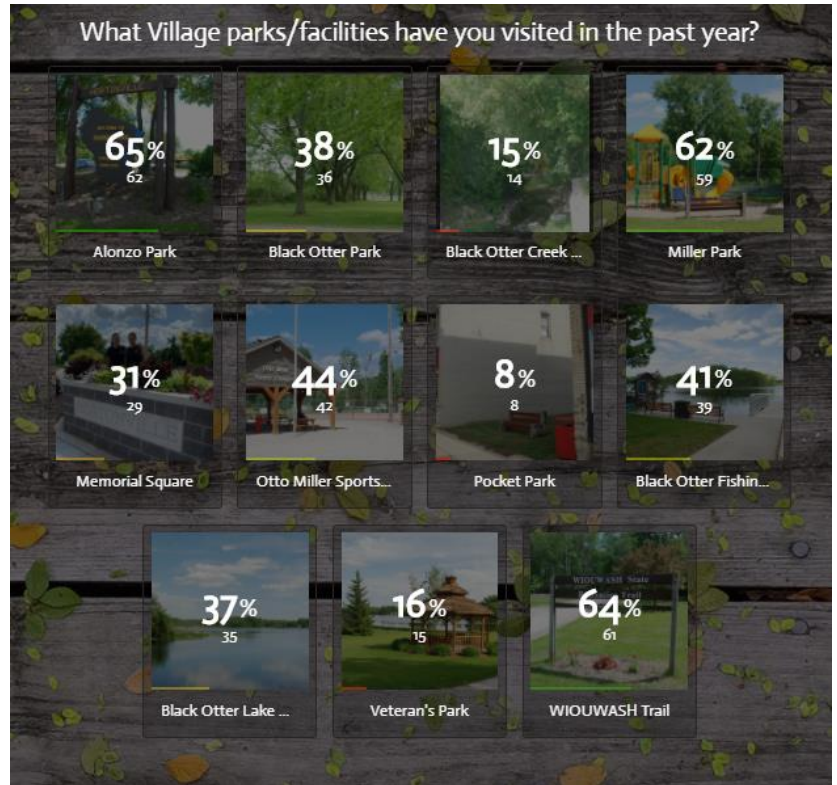 What Village parks/facilities have you visited in the past year?
65%
62
Alonzo Park
38%
36
Black Otter Park
15%
14
Black Otter Creek ...
62%
59
Miller Park
31%
29
Memorial Square
44%
42
Otto Miller Sports...
8%
8
Pocket Park
41%
39
Black Otter Fishin...
37%
35
Black Otter Lake ...
16%
15
Veteran's Park
WIOUWASH State
Trail
64%
61
WIOUWASH Trail